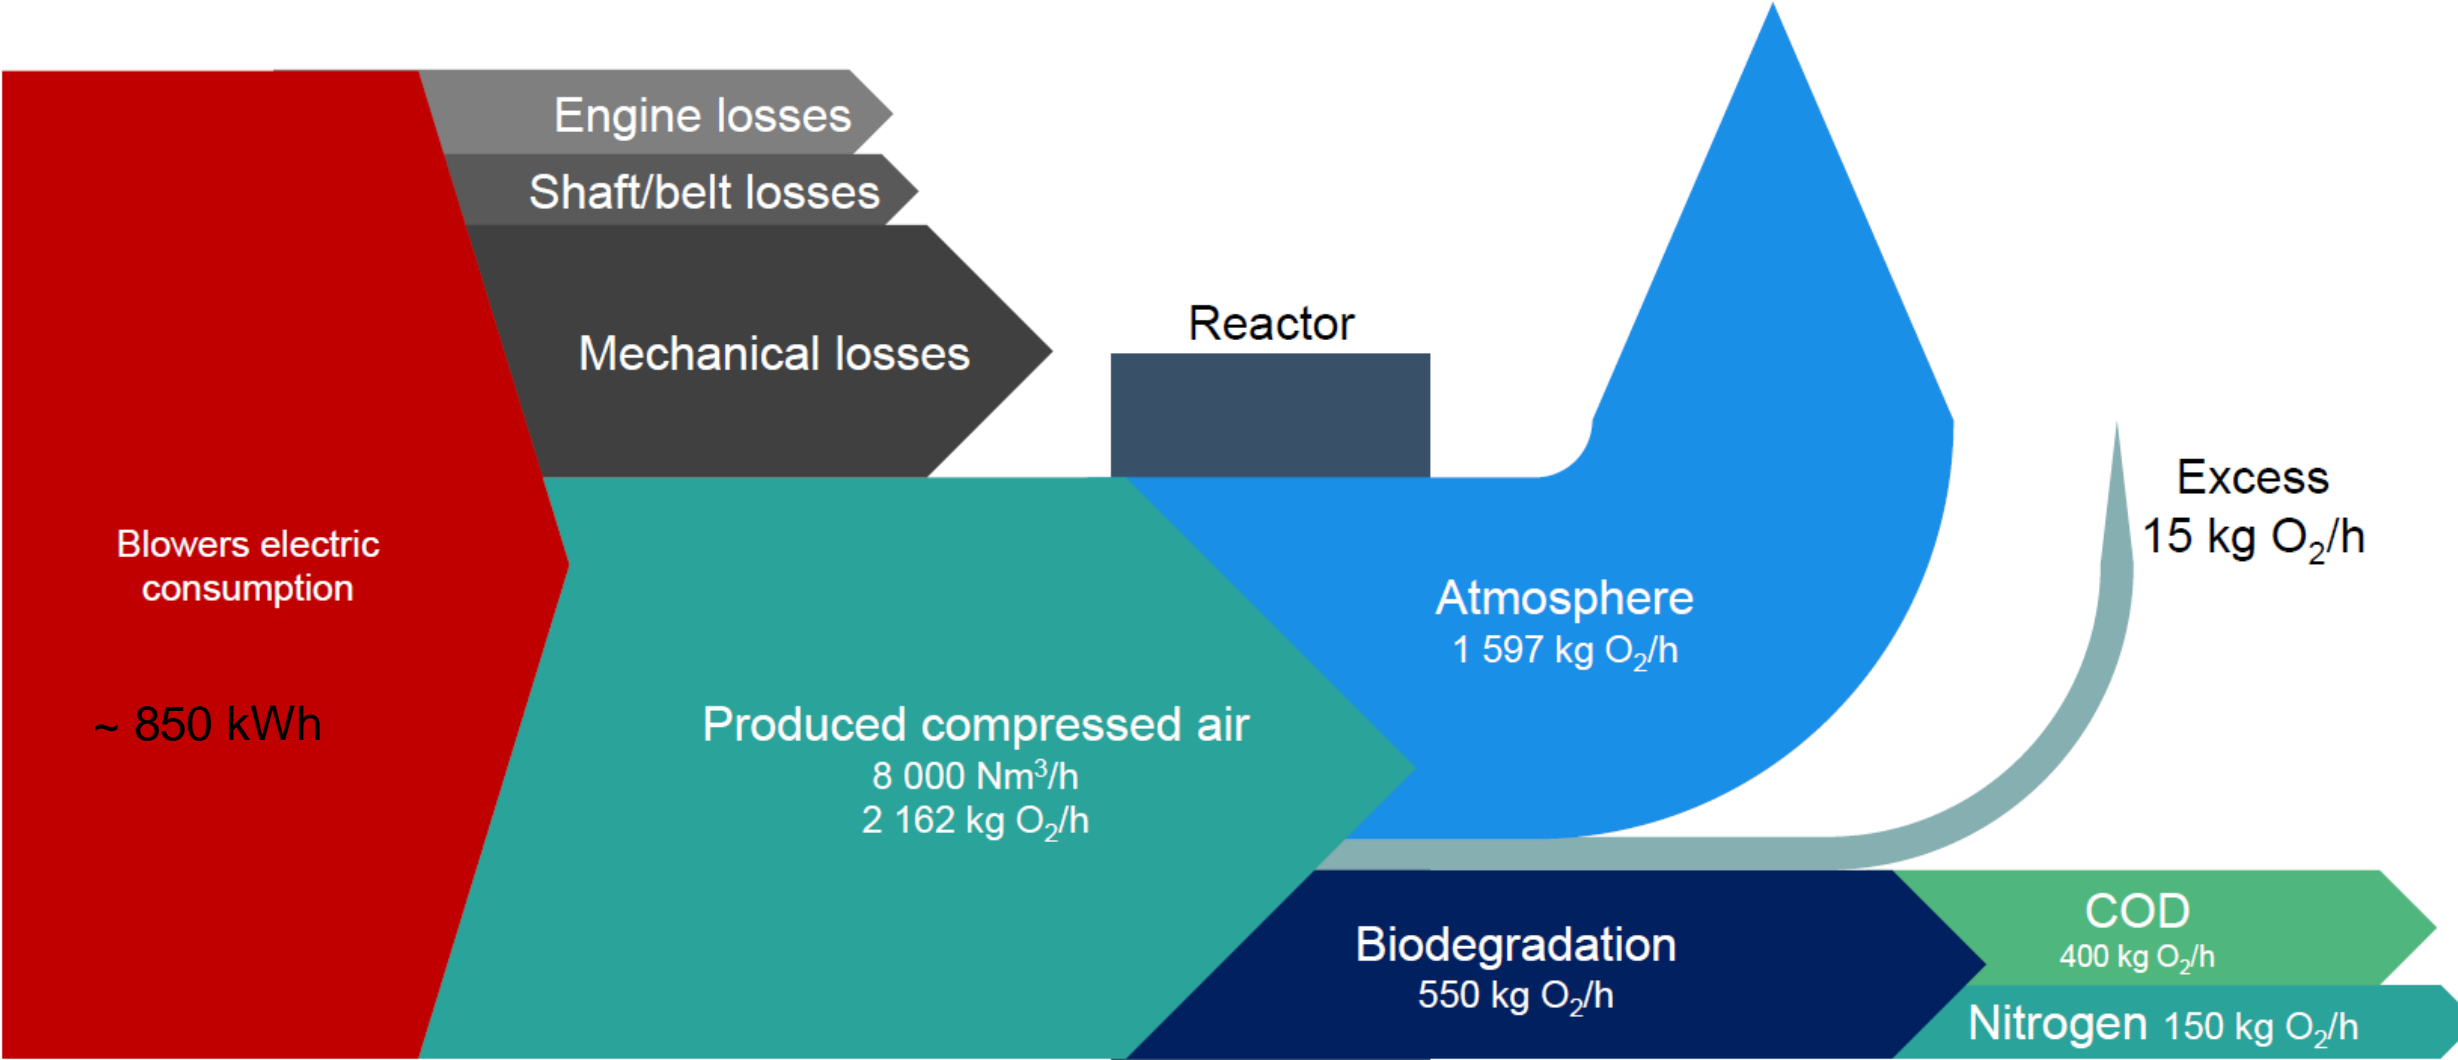 Engine losses
Shaft/belt losses
Mechanical losses
Reactor
Excess
15 kg O₂/h
Blowers electric
consumption
~ 850 kWh
Atmosphere
1 597 kg O₂/h
Produced compressed air
8 000 Nm³/h
2 162 kg O₂/h
Biodegradation
550 kg O₂/h
COD
400 kg O₂/h
Nitrogen 150 kg O₂/h